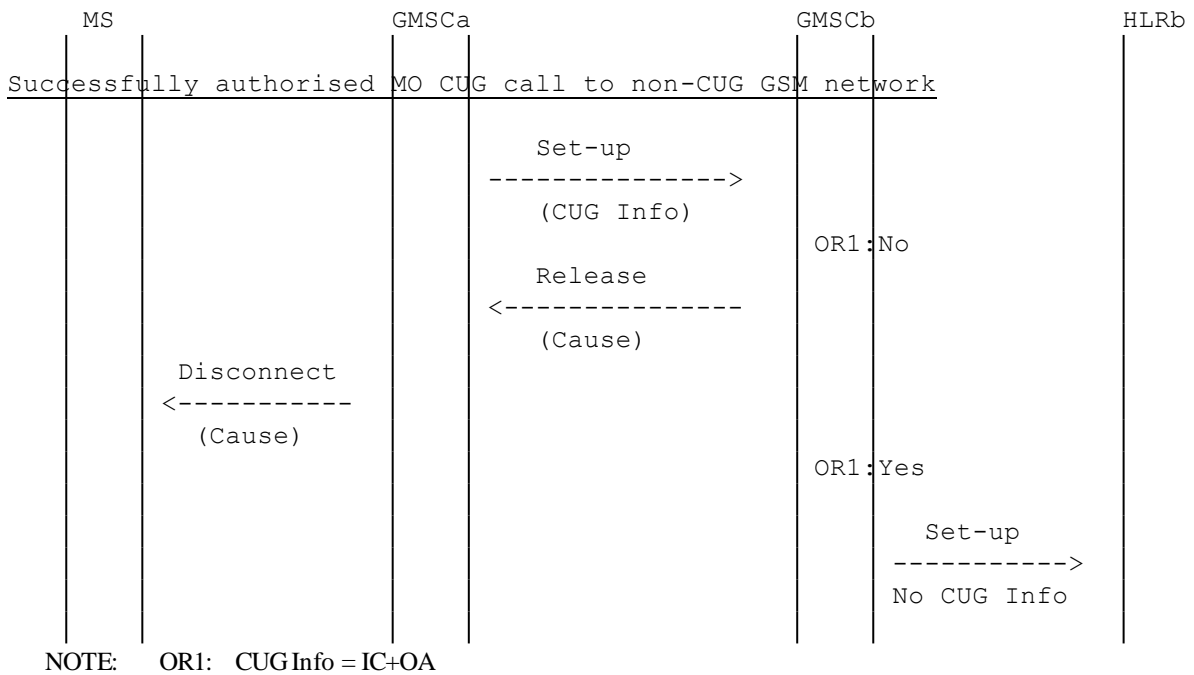 MS GMSCa GMSCb HLRb
Successfully authorised MO CUG call to non-CUG GSM network
Set-up
--------------->
(CUG Info)
OR1:No
Release
<---------------
(Cause)
Disconnect
<-----------
(Cause)
OR1:Yes
Set-up
----------->
No CUG Info
NOTE: OR1: CUG Info = IC+OA